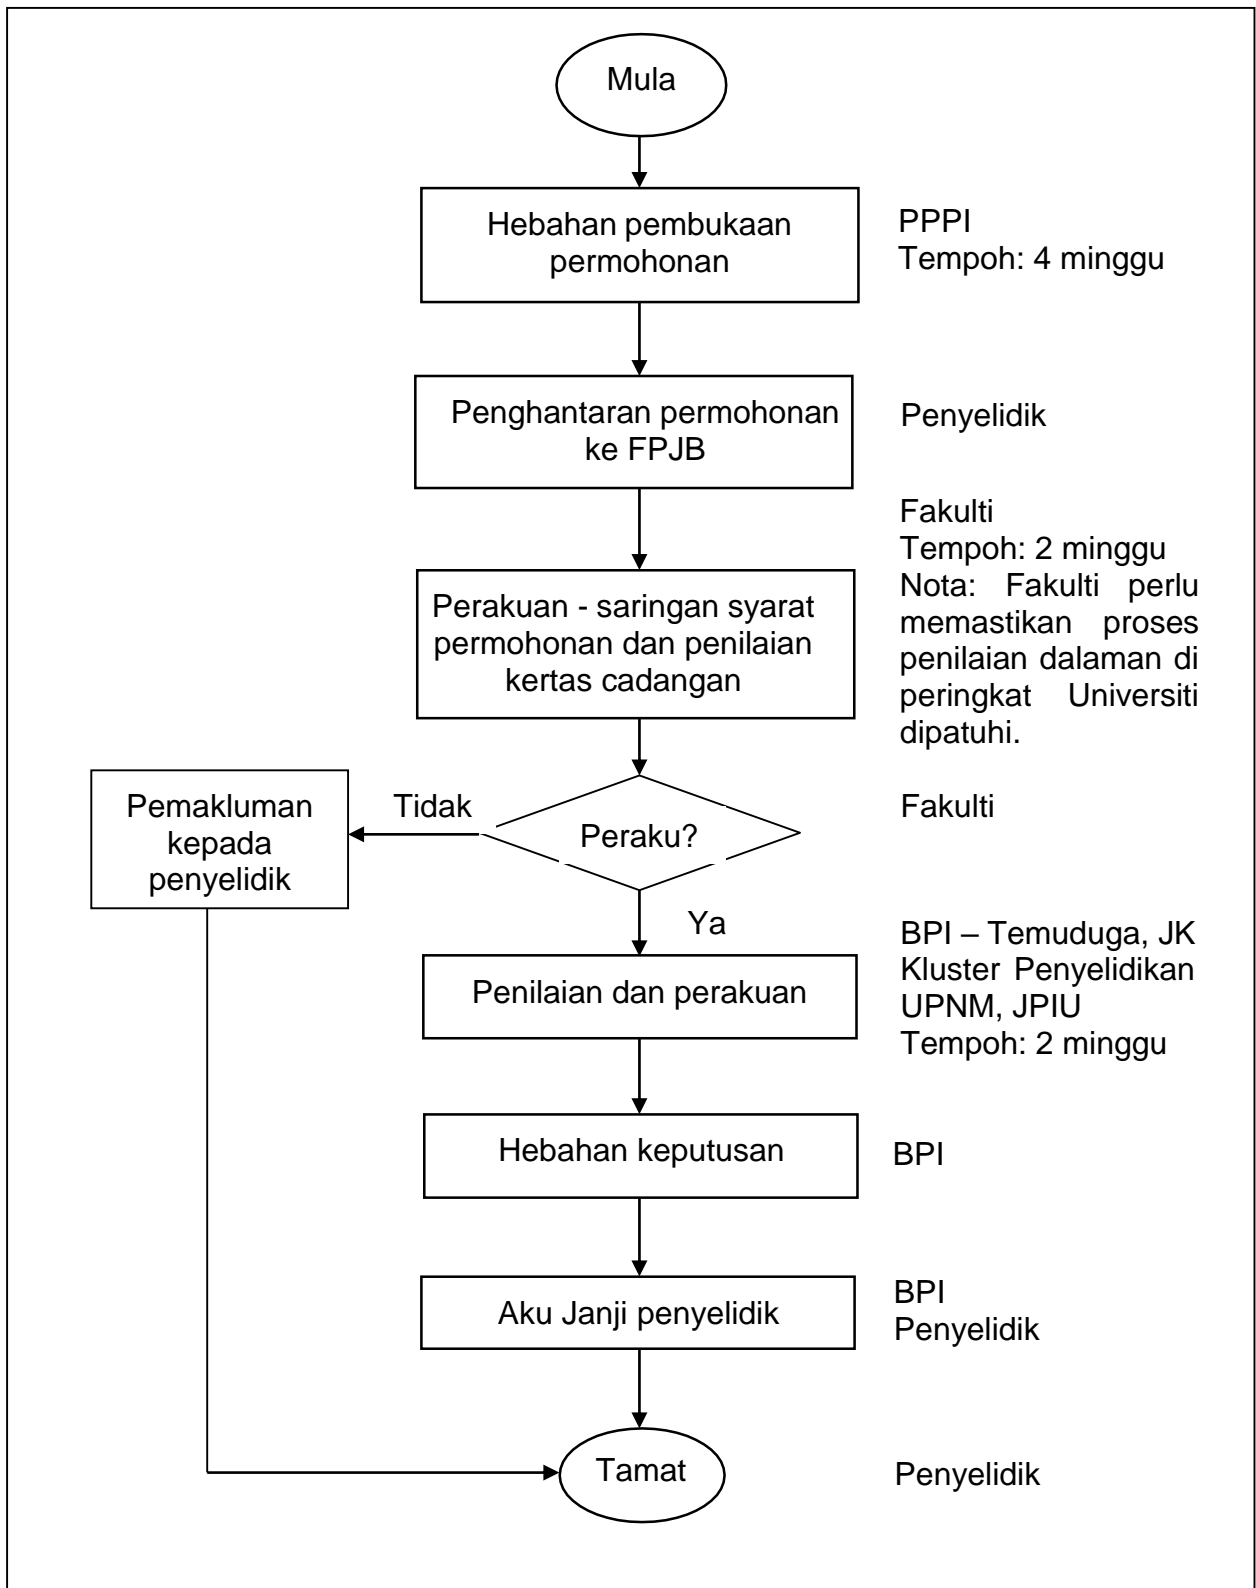 Mula
Hebahan pembukaan
permohonan
PPPI
Tempoh: 4 minggu
Penghantaran permohonan
ke FPJB
Penyelidik
Perakuan - saringan syarat
permohonan dan penilaian
kertas cadangan
Fakulti
Tempoh: 2 minggu
Nota: Fakulti perlu
memastikan proses
penilaian dalaman di
peringkat Universiti
dipatuhi.
Pemakluman
kepada
penyelidik
Tidak
Peraku?
Fakulti
Ya
Penilaian dan perakuan
BPI – Temuduga, JK
Kluster Penyelidikan
UPNM, JPIU
Tempoh: 2 minggu
Hebahan keputusan
BPI
Aku Janji penyelidik
BPI
Penyelidik
Tamat
Penyelidik